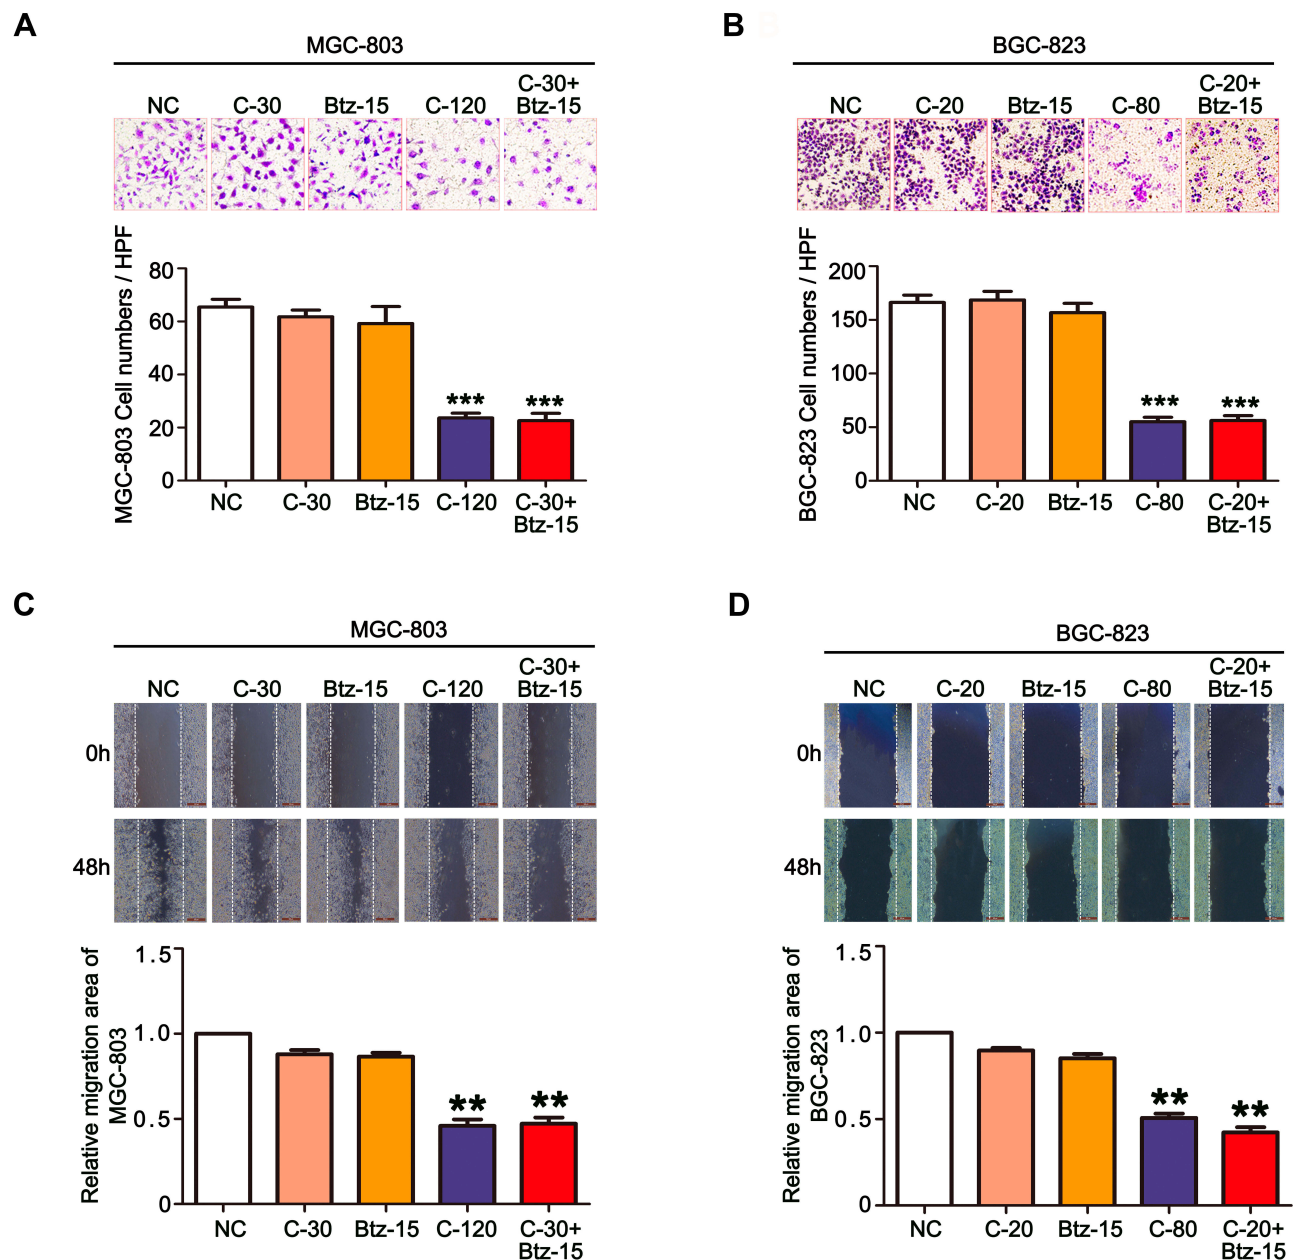 A
MGC-803
NC C-30 Btz-15 C-120 C-30+
Btz-15
MGC-803 Cell numbers / HPF
80
60
40
20
0
NC C-30 Btz-15 C-120 C-30+
Btz-15
*** ***
B
BGC-823
NC C-20 Btz-15 C-80 C-20+
Btz-15
BGC-823 Cell numbers / HPF
200
150
100
50
0
NC C-20 Btz-15 C-80 C-20+
Btz-15
*** ***
C
MGC-803
NC C-30 Btz-15 C-120 C-30+
Btz-15
0h
48h
Relative migration area of
MGC-803
1.5
1.0
0.5
0
NC C-30 Btz-15 C-120 C-30+
Btz-15
** **
D
BGC-823
NC C-20 Btz-15 C-80 C-20+
Btz-15
0h
48h
Relative migration area of
BGC-823
1.5
1.0
0.5
0
NC C-20 Btz-15 C-80 C-20+
Btz-15
** **